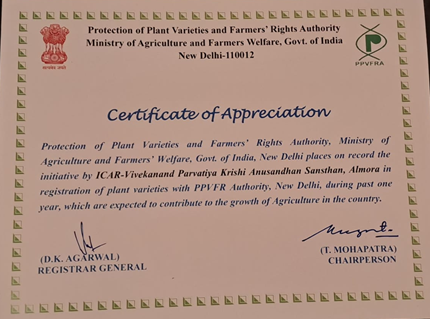 Protection of Plant Varieties and Farmers' Rights Authority
Ministry of Agriculture and Farmers Welfare, Govt. of India
New Delhi-110012
PPVFRA
Certificate of Appreciation
Protection of Plant Varieties and Farmers' Rights Authority, Ministry of
Agriculture and Farmers' Welfare, Govt. of India, New Delhi places on record the
initiative by ICAR-Vivekanand Parvatiya Krishi Anusandhan Sansthan, Almora in
registration of plant varieties with PPVFR Authority, New Delhi, during past one
year, which are expected to contribute to the growth of Agriculture in the country.
(D.K. AGARWAL)
REGISTRAR GENERAL
(T. MOHAPATRA)
CHAIRPERSON